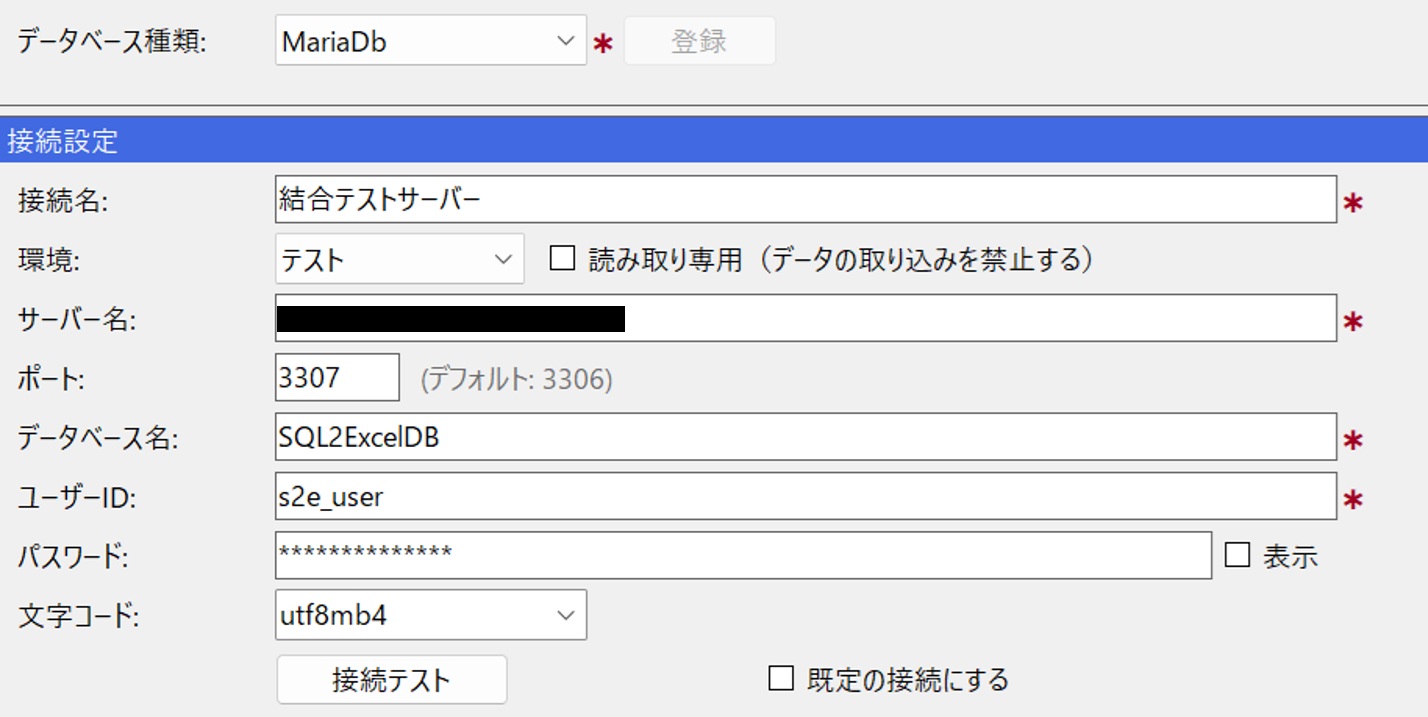 データベース種類: MariaDb * 登録
接続設定
接続名: 結合テストサーバー *
環境: テスト 読み取り専用（データの取り込みを禁止する）
サーバー名: *
ポート: 3307 (デフォルト: 3306)
データベース名: SQL2ExcelDB *
ユーザーID: s2e_user *
パスワード: ************** 表示
文字コード: utf8mb4
接続テスト 既定の接続にする